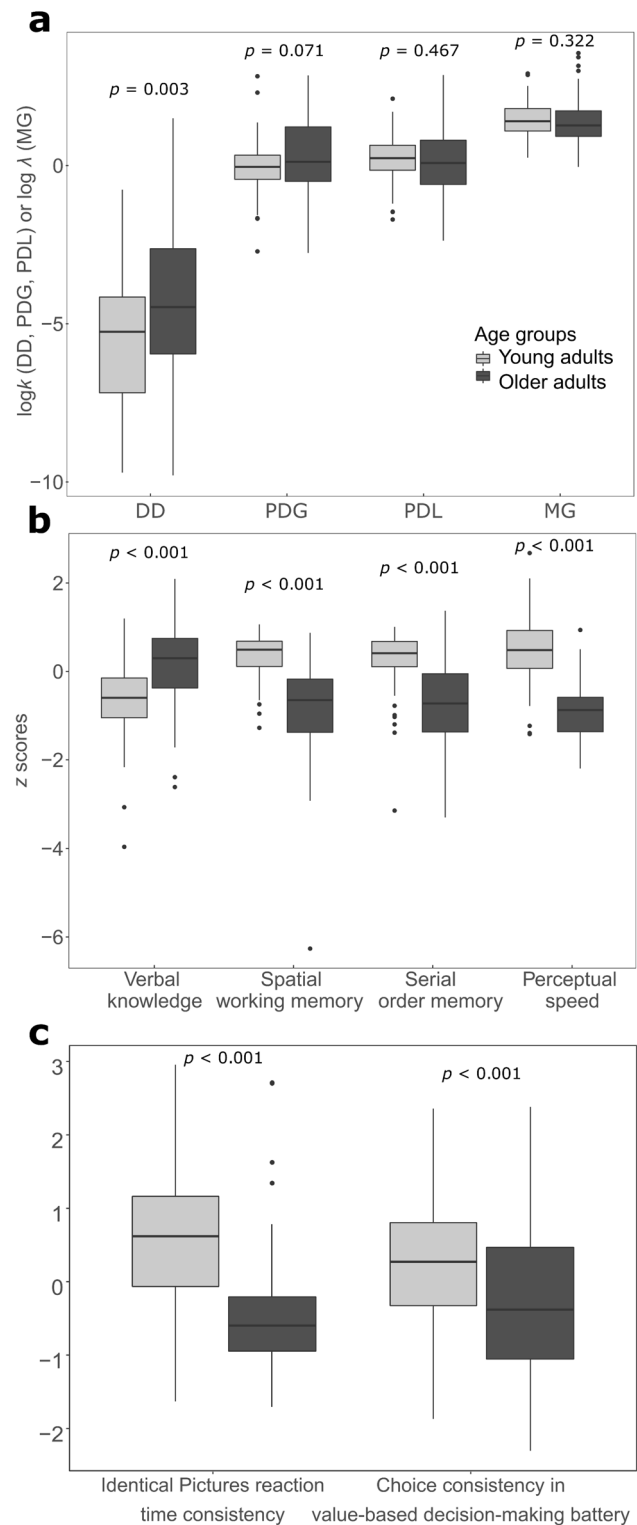 a
p = 0.071 p = 0.467 p = 0.322
p = 0.003
logk (DD, PDG, PDL) or log λ (MG)
0
−5
−10
Age groups
Young adults
Older adults
DD PDG PDL MG
b
p < 0.001 p < 0.001 p < 0.001 p < 0.001
z scores
2
0
−2
−4
−6
Verbal Spatial Serial Perceptual
knowledge working memory order memory speed
c
p < 0.001 p < 0.001
3
2
1
0
−1
−2
Identical Pictures reaction Choice consistency in
time consistency value-based decision-making battery